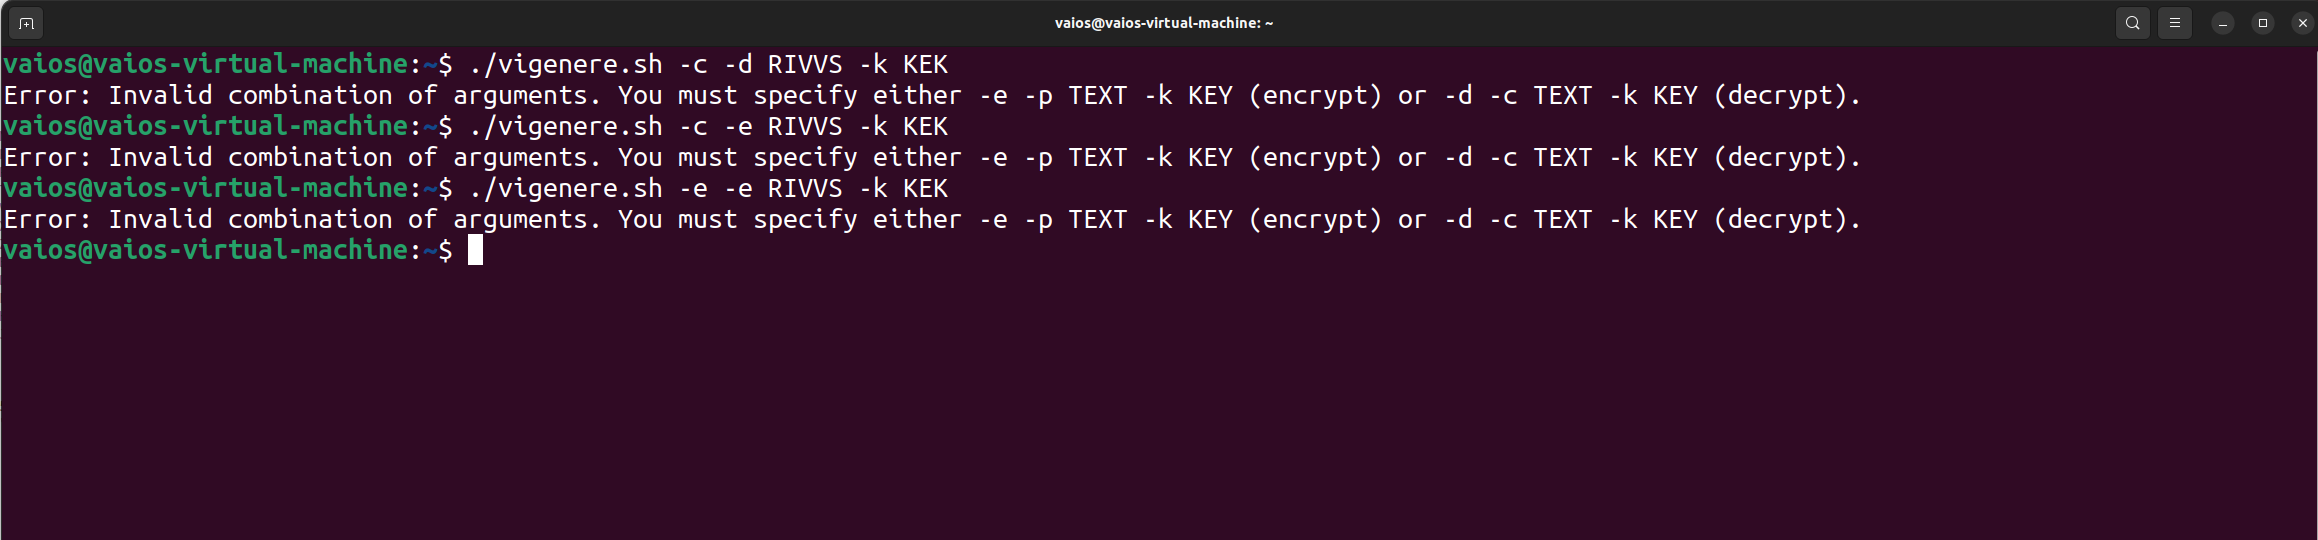 vaios@vaios-virtual-machine: ~
vaios@vaios-virtual-machine:~$ ./vigenere.sh -c -d RIVVS -k KEK
Error: Invalid combination of arguments. You must specify either -e -p TEXT -k KEY (encrypt) or -d -c TEXT -k KEY (decrypt).
vaios@vaios-virtual-machine:~$ ./vigenere.sh -c -e RIVVS -k KEK
Error: Invalid combination of arguments. You must specify either -e -p TEXT -k KEY (encrypt) or -d -c TEXT -k KEY (decrypt).
vaios@vaios-virtual-machine:~$ ./vigenere.sh -e -e RIVVS -k KEK
Error: Invalid combination of arguments. You must specify either -e -p TEXT -k KEY (encrypt) or -d -c TEXT -k KEY (decrypt).
vaios@vaios-virtual-machine:~$